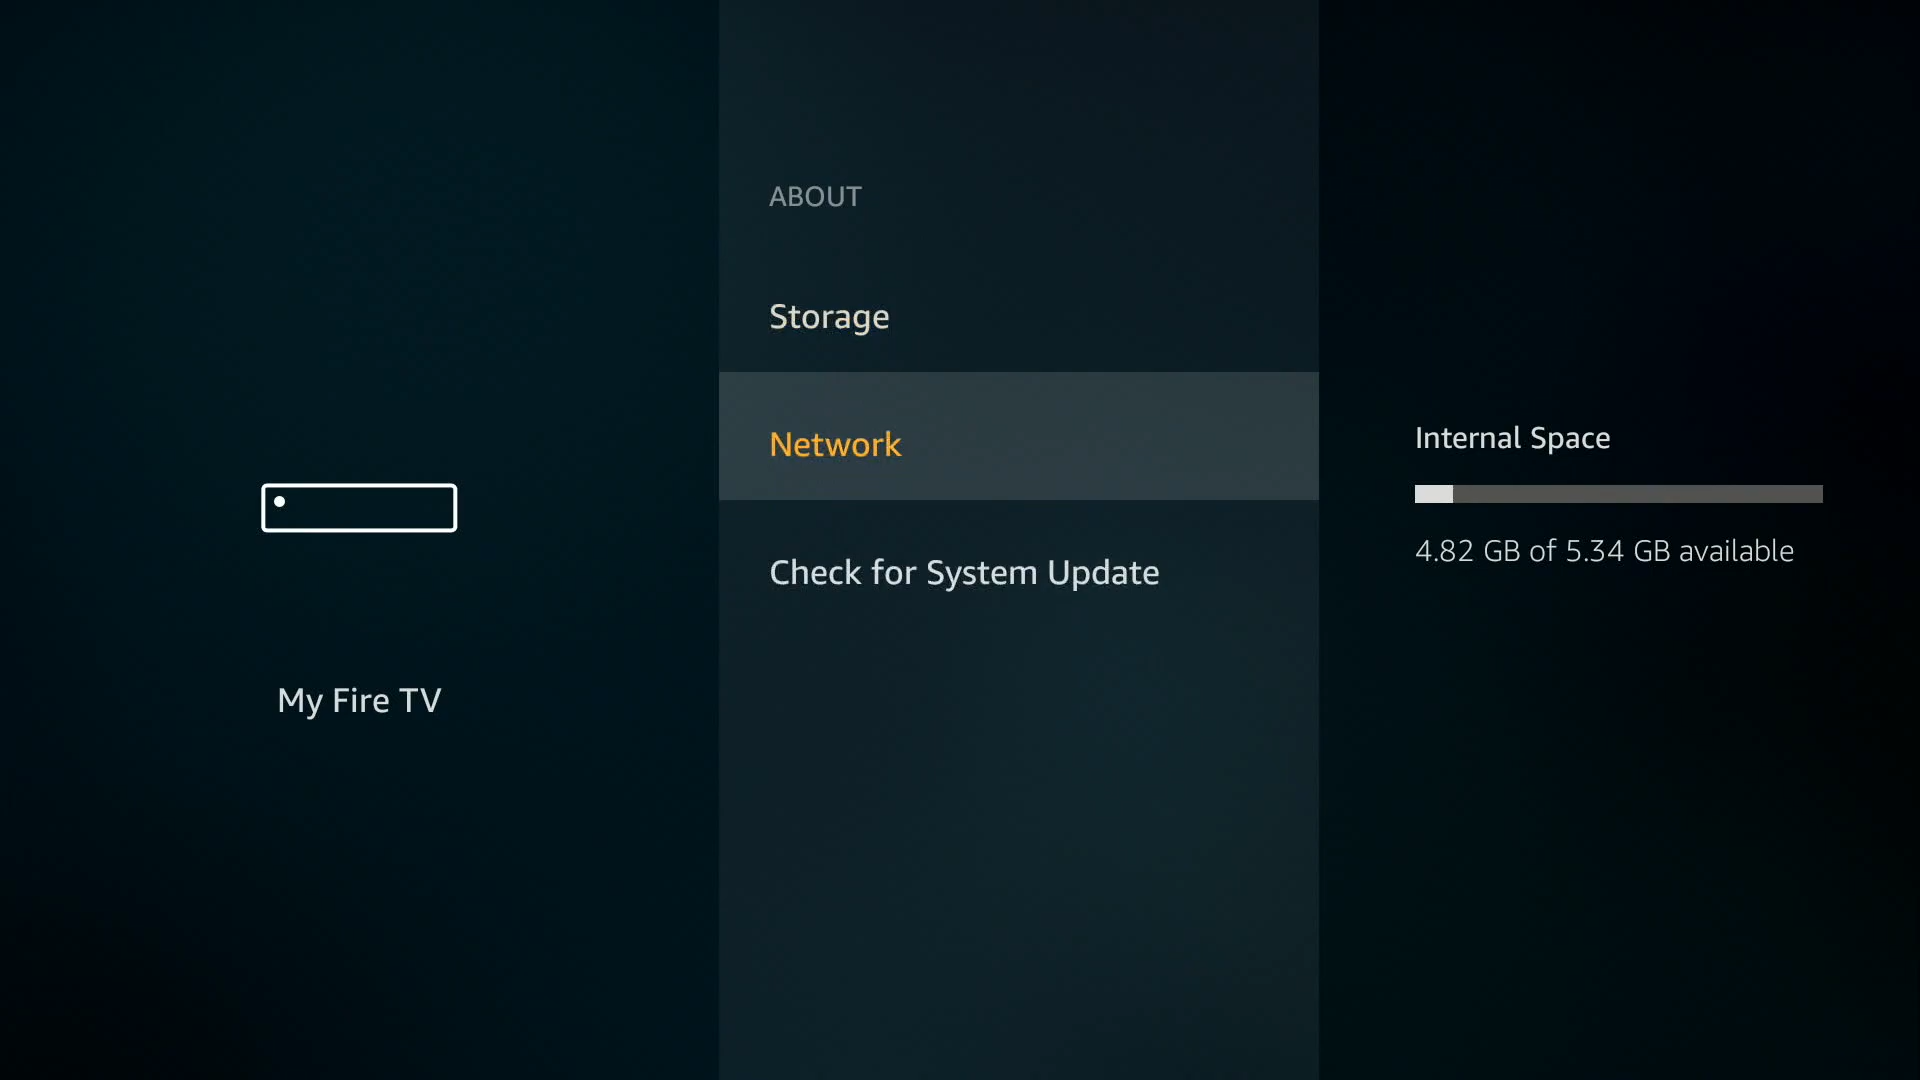 ABOUT
Storage
Network
Check for System Update
My Fire TV
Internal Space
4.82 GB of 5.34 GB available